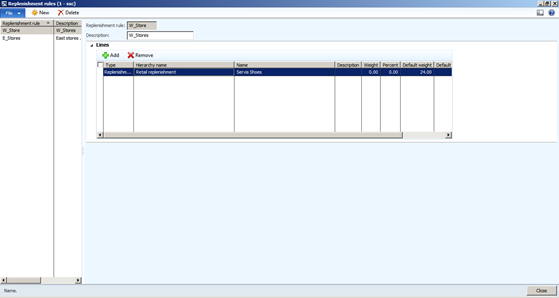 Replenishment rules (1 - ssc)
File New Delete
Replenishment rule Description
W_Store W_Stores
E_Stores East stores .
Replenishment rule: W_Store
Description: W_Stores
Lines
Add Remove
Type Hierarchy name Name Description Weight Percent Default weight Default
Replenishm... Retail replenishment Servia Shoes 0.00 0.00 24.00
Name,
Close